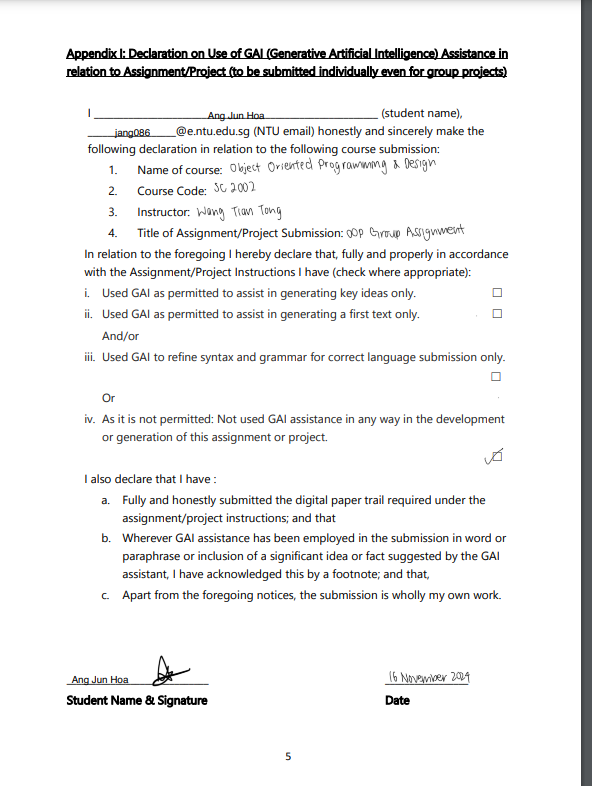 Appendix I: Declaration on Use of GAI (Generative Artificial Intelligence) Assistance in
relation to Assignment/Project (to be submitted individually even for group projects)
I Ang Jun Hoa (student name),
jang086 @e.ntu.edu.sg (NTU email) honestly and sincerely make the
following declaration in relation to the following course submission:
1. Name of course: Object Oriented Programming & Design
2. Course Code: SC2002
3. Instructor: Wang Tian Tong
4. Title of Assignment/Project Submission: OOP Group Assignment
In relation to the foregoing I hereby declare that, fully and properly in accordance
with the Assignment/Project Instructions I have (check where appropriate):
i. Used GAI as permitted to assist in generating key ideas only.
ii. Used GAI as permitted to assist in generating a first text only.
And/or
iii. Used GAI to refine syntax and grammar for correct language submission only.
Or
iv. As it is not permitted: Not used GAI assistance in any way in the development
or generation of this assignment or project.
I also declare that I have :
a. Fully and honestly submitted the digital paper trail required under the
assignment/project instructions; and that
b. Wherever GAI assistance has been employed in the submission in word or
paraphrase or inclusion of a significant idea or fact suggested by the GAI
assistant, I have acknowledged this by a footnote; and that,
c. Apart from the foregoing notices, the submission is wholly my own work.
Ang Jun Hoa 16 November 2024
Student Name & Signature Date
5